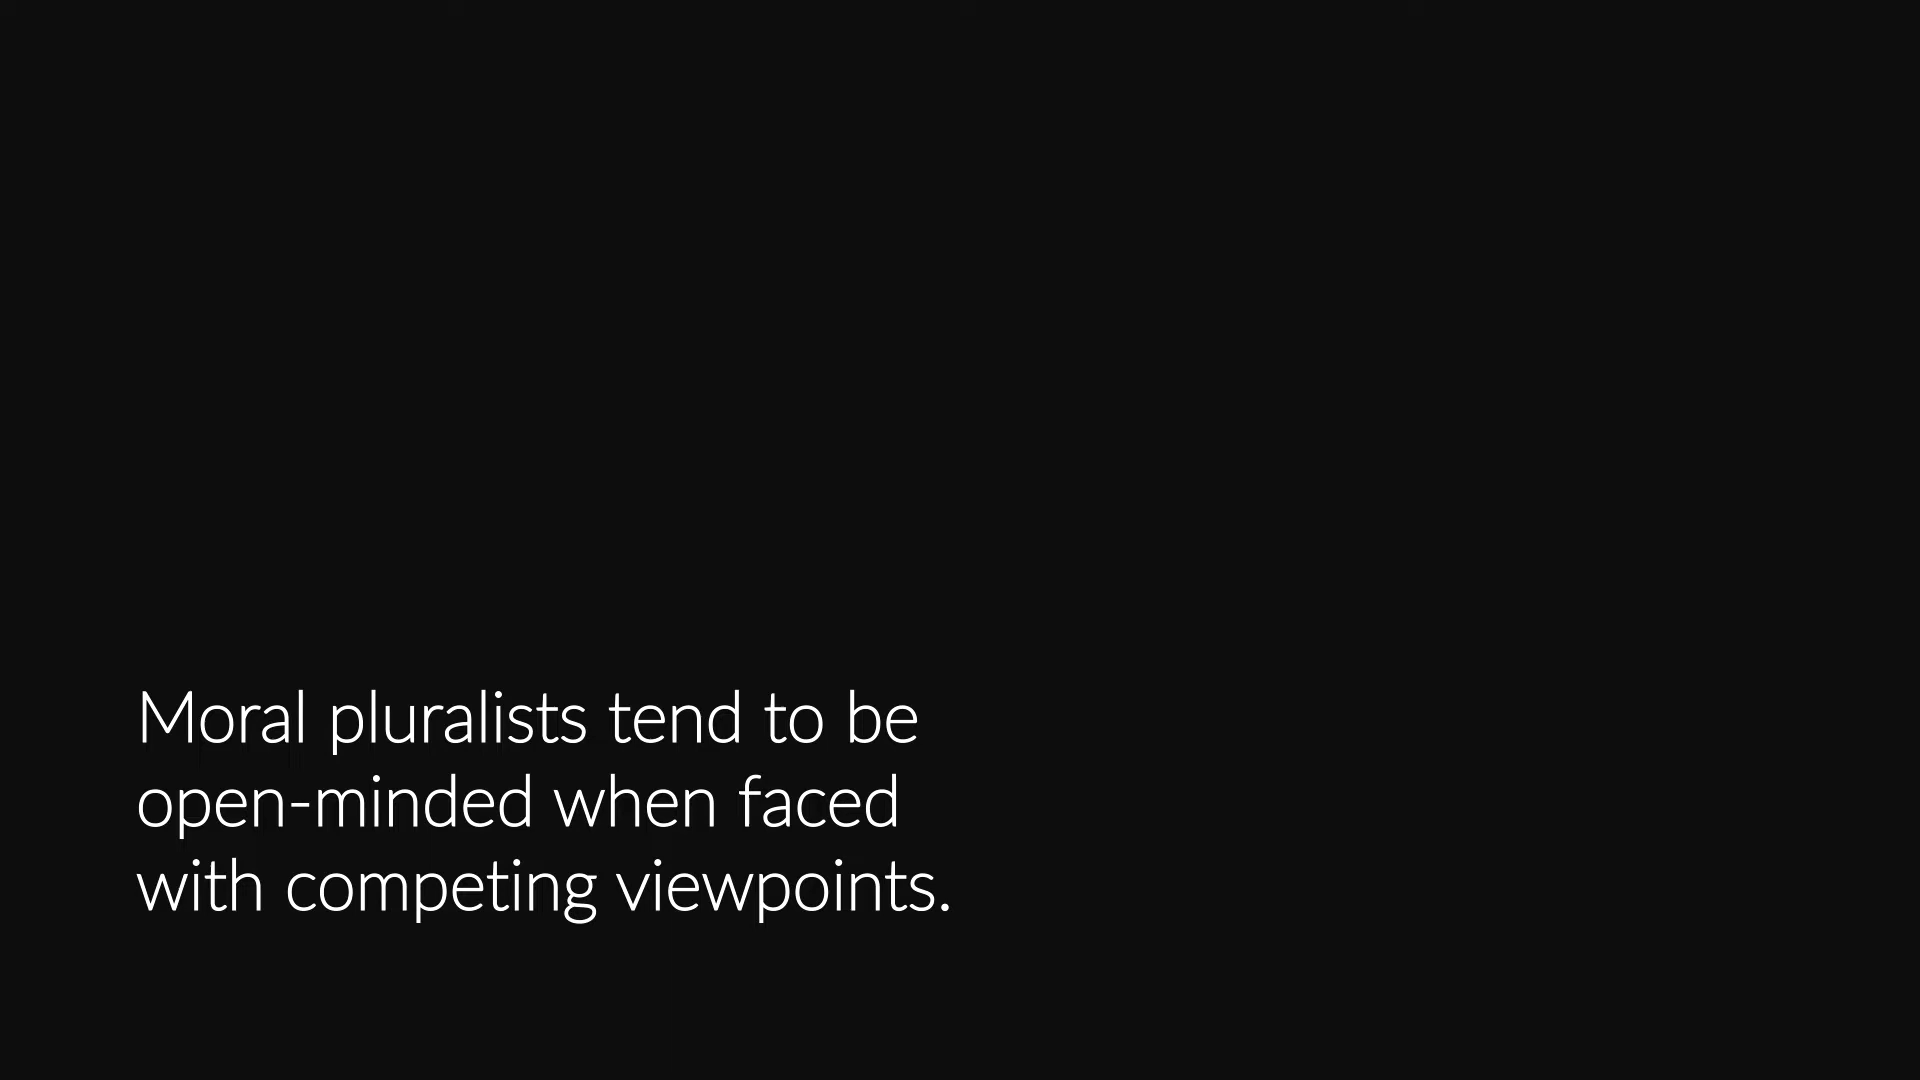 Moral pluralists tend to be
open-minded when faced
with competing viewpoints.